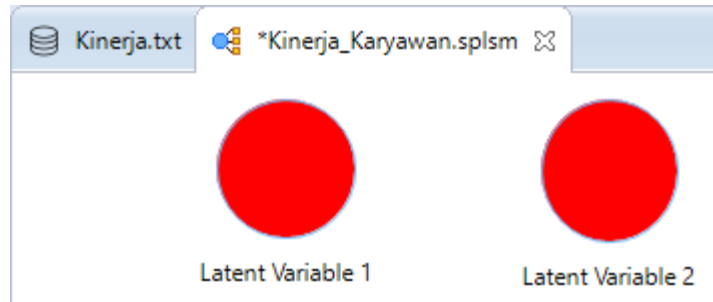 Kinerja.txt *Kinerja_Karyawan.splsm
Latent Variable 1
Latent Variable 2